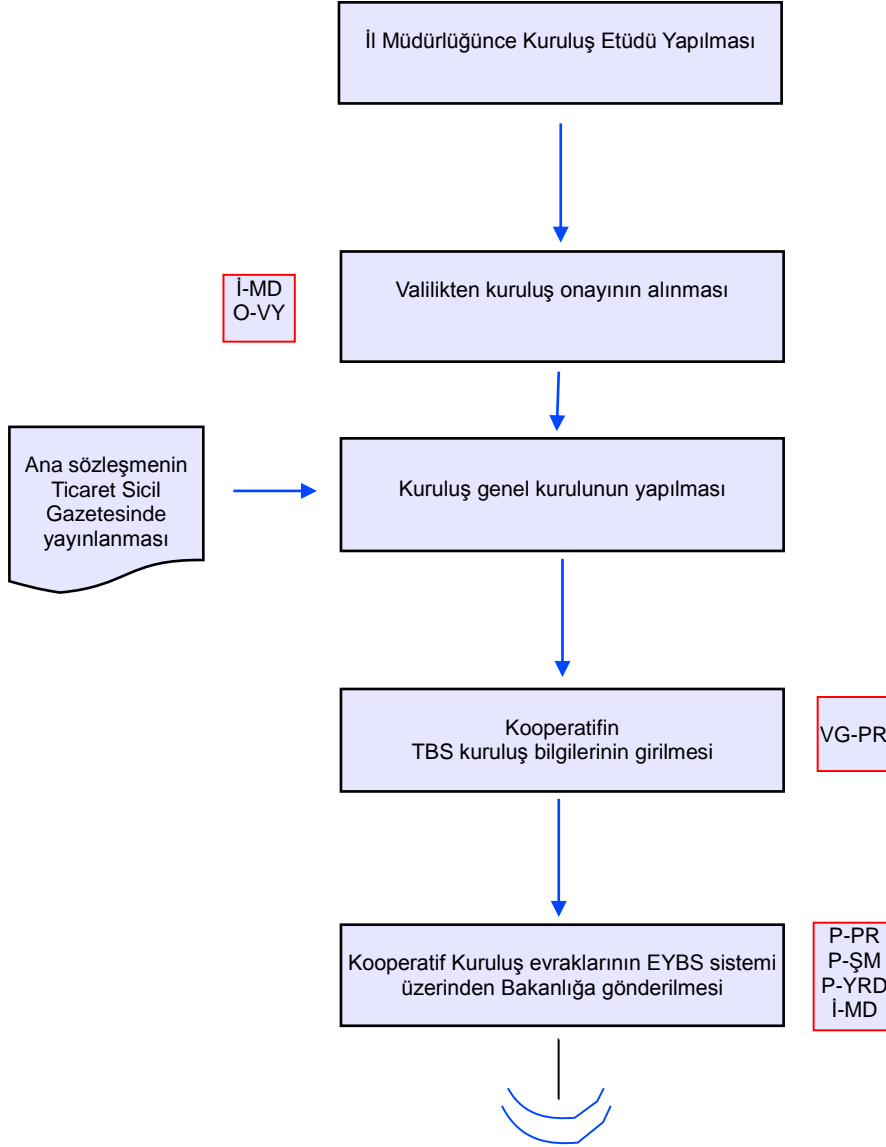 İl Müdürlüğünce Kuruluş Etüdü Yapılması
İ-MD
O-VY
Valilikten kuruluş onayının alınması
Ana sözleşmenin
Ticaret Sicil
Gazetesinde
yayınlanması
Kuruluş genel kurulunun yapılması
Kooperatifin
TBS kuruluş bilgilerinin girilmesi
VG-PR
Kooperatif Kuruluş evraklarının EYBS sistemi
üzerinden Bakanlığa gönderilmesi
P-PR
P-ŞM
P-YRD
İ-MD